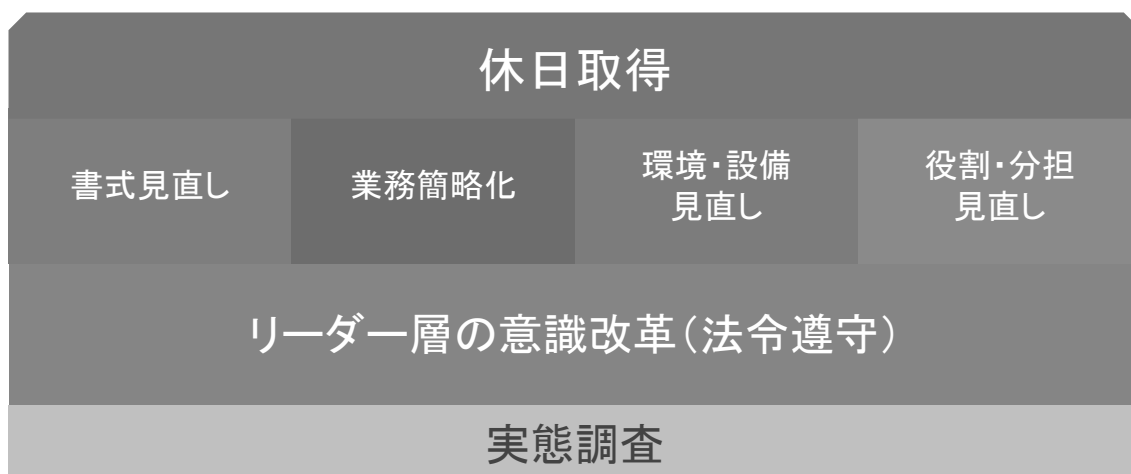 休日取得
書式見直し
業務簡略化
環境・設備
見直し
役割・分担
見直し
リーダー層の意識改革(法令遵守)
実態調査